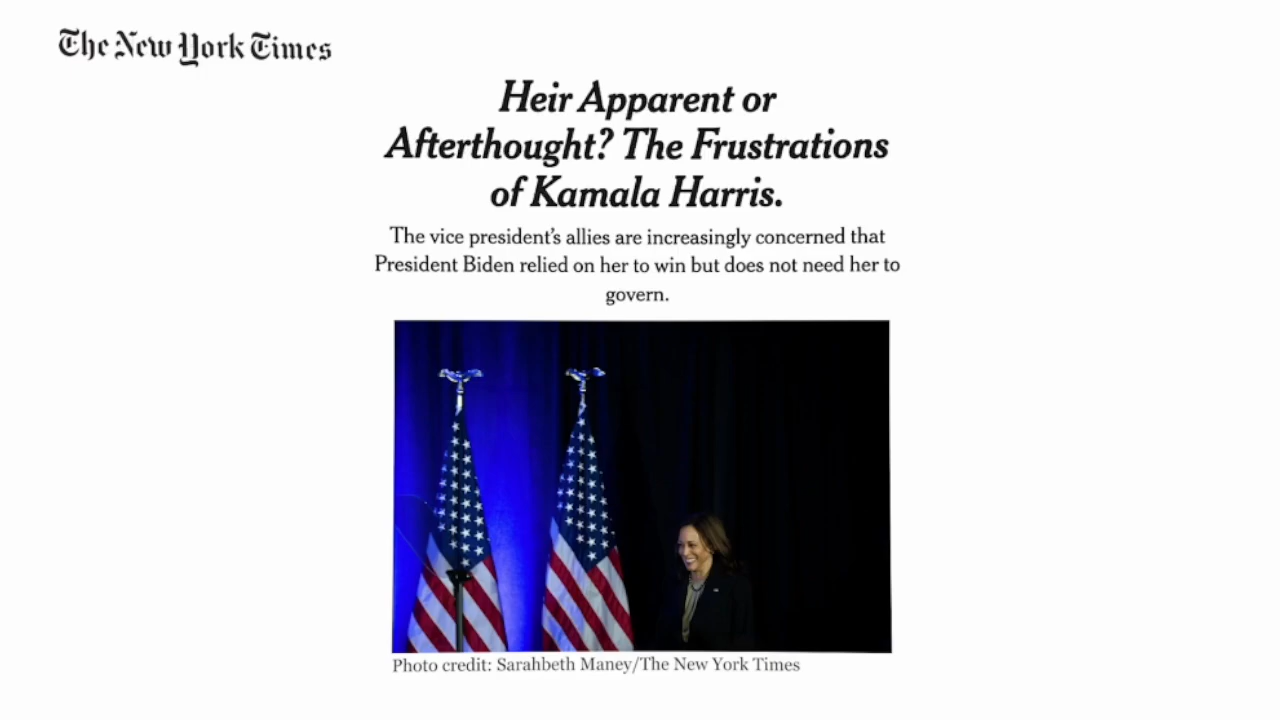 The New York Times
Heir Apparent or
Afterthought? The Frustrations
of Kamala Harris.
The vice president's allies are increasingly concerned that
President Biden relied on her to win but does not need her to
govern.
Photo credit: Sarahbeth Maney/The New York Times